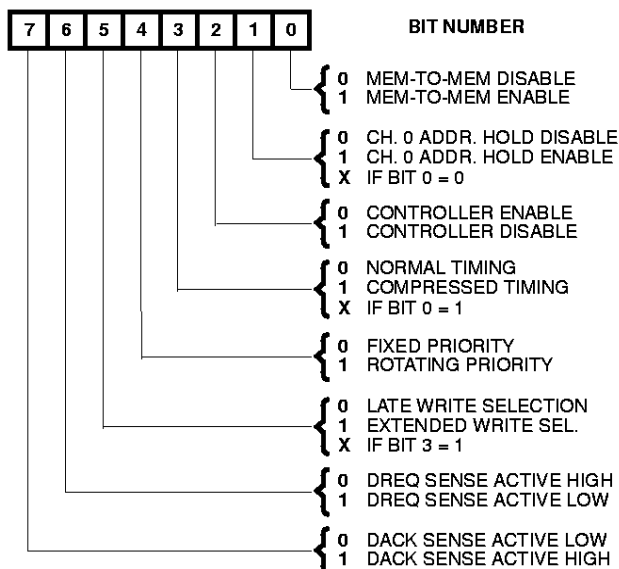 7 6 5 4 3 2 1 0 BIT NUMBER
0 MEM-TO-MEM DISABLE
1 MEM-TO-MEM ENABLE
0 CH. 0 ADDR. HOLD DISABLE
1 CH. 0 ADDR. HOLD ENABLE
X IF BIT 0 = 0
0 CONTROLLER ENABLE
1 CONTROLLER DISABLE
0 NORMAL TIMING
1 COMPRESSED TIMING
X IF BIT 0 = 1
0 FIXED PRIORITY
1 ROTATING PRIORITY
0 LATE WRITE SELECTION
1 EXTENDED WRITE SEL.
X IF BIT 3 = 1
0 DREQ SENSE ACTIVE HIGH
1 DREQ SENSE ACTIVE LOW
0 DACK SENSE ACTIVE LOW
1 DACK SENSE ACTIVE HIGH